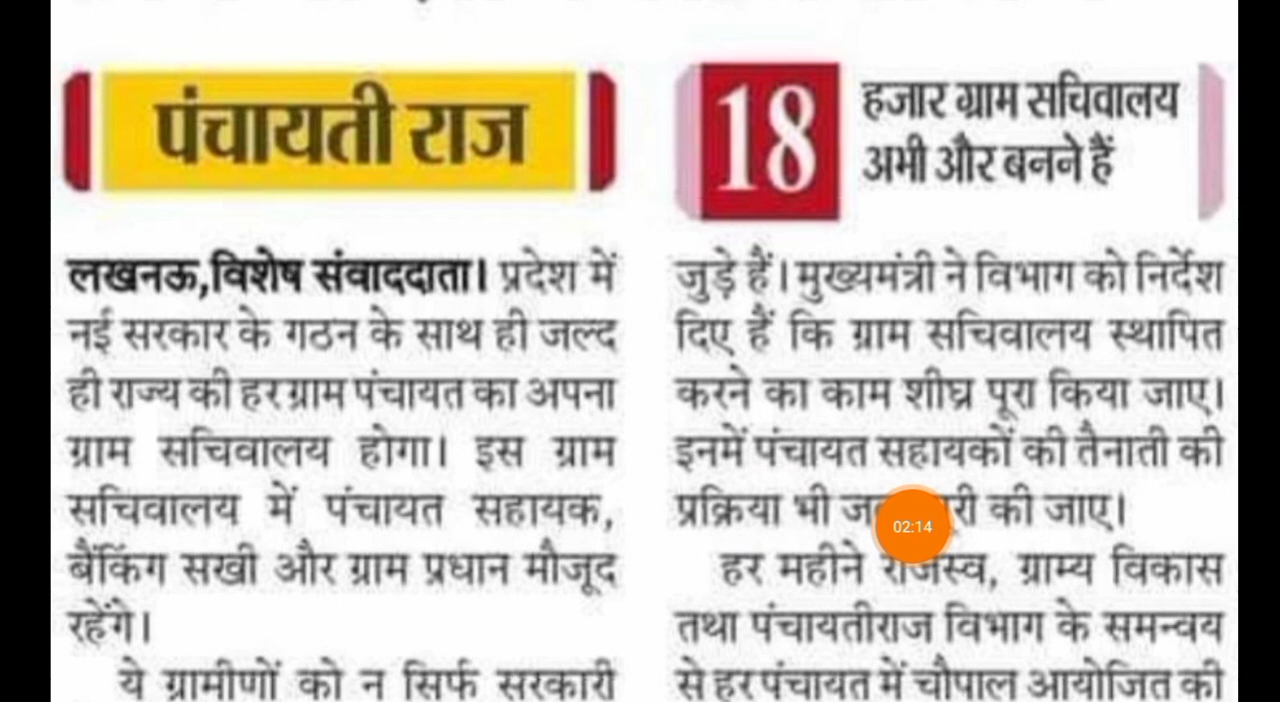 पंचायती राज
18
हजार ग्राम सचिवालय
अभी और बनने हैं
लखनऊ,विशेष संवाददाता। प्रदेश में
नई सरकार के गठन के साथ ही जल्द
ही राज्य की हर ग्राम पंचायत का अपना
ग्राम सचिवालय होगा। इस ग्राम
सचिवालय में पंचायत सहायक,
बैंकिंग सखी और ग्राम प्रधान मौजूद
रहेंगे।
ये ग्रामीणों को न सिर्फ सरकारी
जुड़े हैं। मुख्यमंत्री ने विभाग को निर्देश
दिए हैं कि ग्राम सचिवालय स्थापित
करने का काम शीघ्र पूरा किया जाए।
इनमें पंचायत सहायकों की तैनाती की
प्रक्रिया भी की जाए।
02:14
हर महीने राजस्व, ग्राम्य विकास
तथा पंचायतीराज विभाग के समन्वय
से हर पंचायत में चौपाल आयोजित की